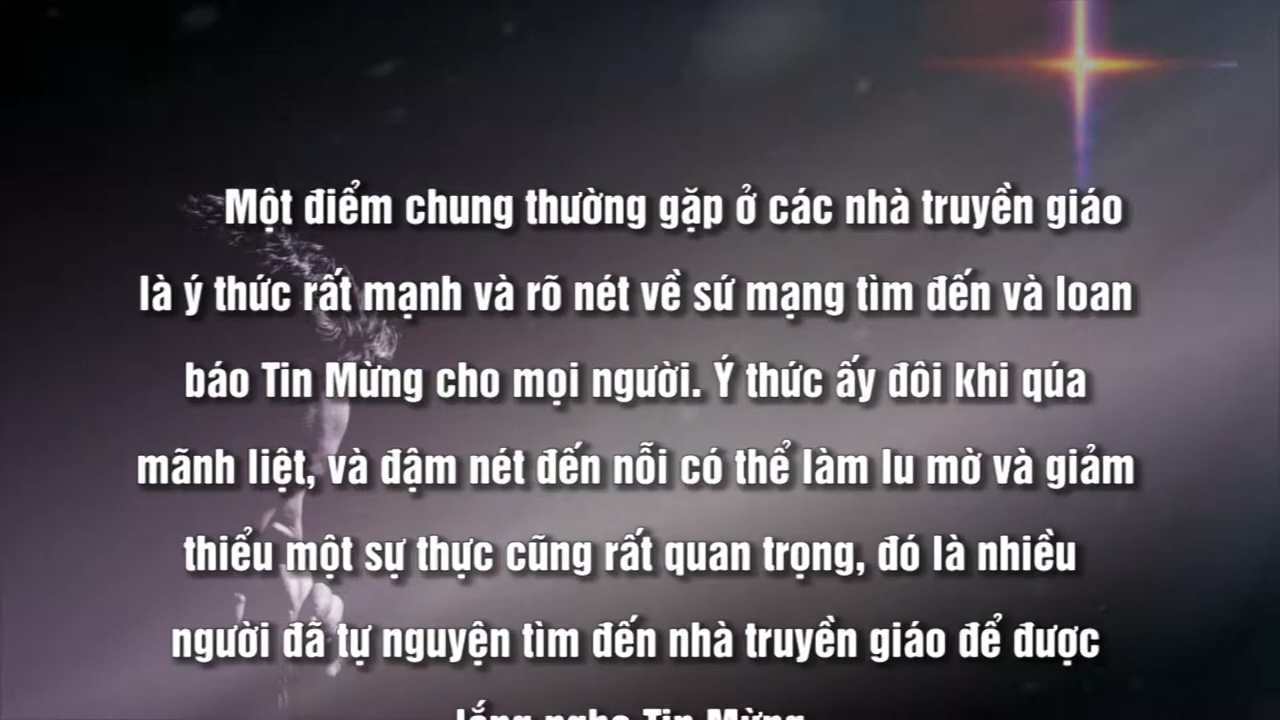 Một điểm chung thường gặp ở các nhà truyền giáo
là ý thức rất mạnh và rõ nét về sứ mạng tìm đến và loan
báo Tin Mừng cho mọi người. Ý thức ấy đôi khi qúa
mãnh liệt, và đậm nét đến nỗi có thể làm lu mờ và giảm
thiểu một sự thực cũng rất quan trọng, đó là nhiều
người đã tự nguyện tìm đến nhà truyền giáo để được
lắng nghe Tin Mừng